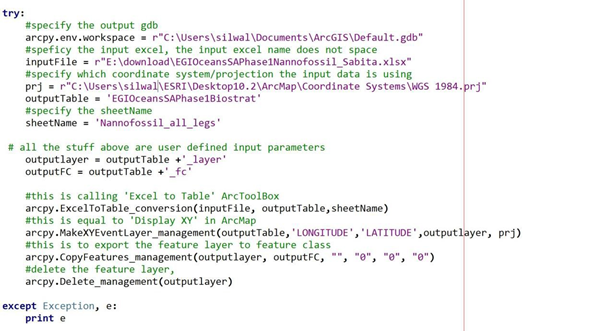 try:
#specify the output gdb
arcpy.env.workspace = r"C:\Users\silwal\Documents\ArcGIS\Default.gdb"
#speficy the input excel, the input excel name does not space
inputFile = r"E:\download\EGIOceansSAPhase1Nannofossil_Sabita.xlsx"
#specify which coordinate system/projection the input data is using
prj = r"C:\Users\silwal\ESRI\Desktop10.2\ArcMap\Coordinate Systems\WGS 1984.prj"
outputTable = 'EGIOceansSAPhase1Biostrat'
#specify the sheetName
sheetName = 'Nannofossil_all_legs'
# all the stuff above are user defined input parameters
outputlayer = outputTable +'_layer'
outputFC = outputTable +'_fc'
#this is calling 'Excel to Table' ArcToolBox
arcpy.ExcelToTable_conversion(inputFile, outputTable,sheetName)
#this is equal to 'Display XY' in ArcMap
arcpy.MakeXYEventLayer_management(outputTable,'LONGITUDE','LATITUDE',outputlayer, prj)
#this is to export the feature layer to feature class
arcpy.CopyFeatures_management(outputlayer, outputFC, "", "0", "0", "0")
#delete the feature layer,
arcpy.Delete_management(outputlayer)
except Exception, e:
print e